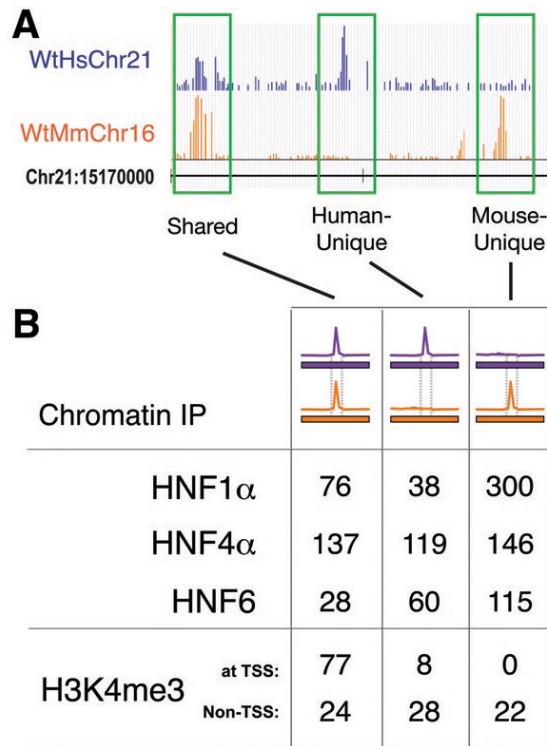 A
WtHsChr21
WtMmChr16
Chr21:15170000
Shared
Human-
Unique
Mouse-
Unique
B
Chromatin IP
HNF1α 76 38 300
HNF4α 137 119 146
HNF6 28 60 115
H3K4me3
at TSS: 77 8 0
Non-TSS: 24 28 22